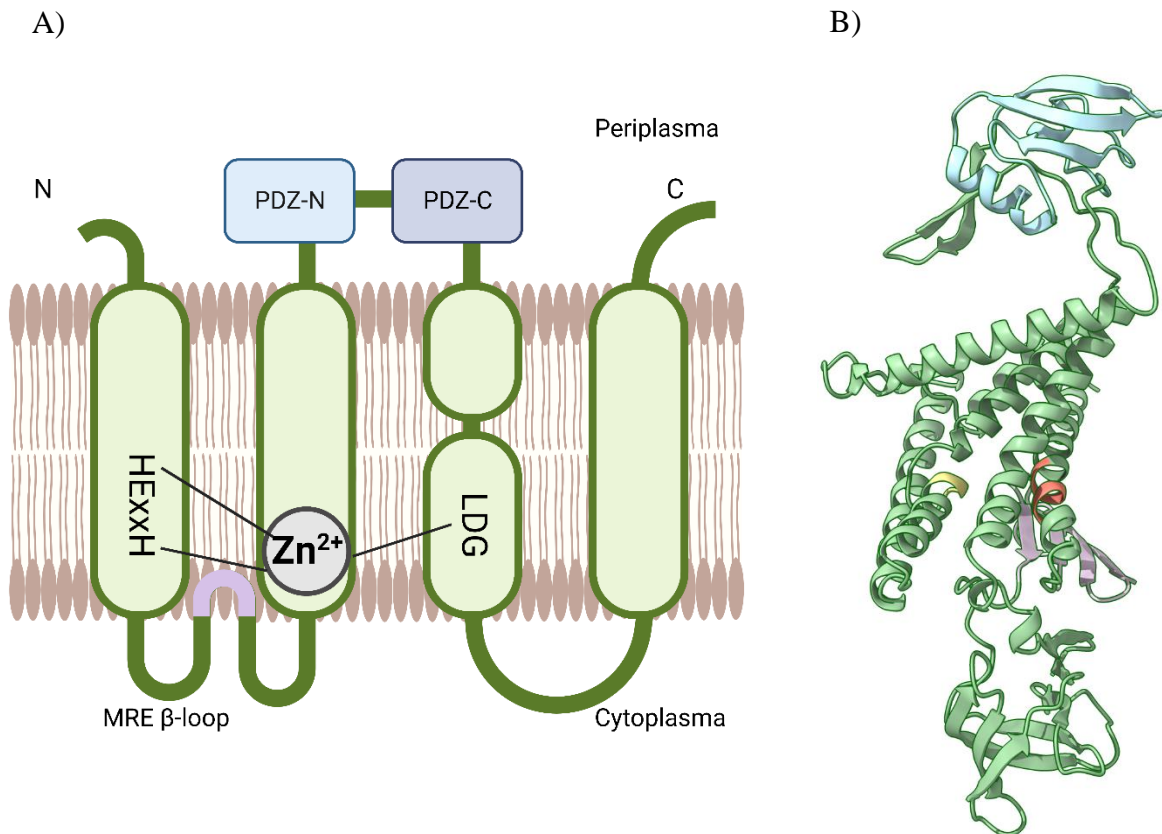 A)
B)
Periplasma
N
PDZ-N
PDZ-C
C
HExxH
Zn²⁺
LDG
MRE β-loop
Cytoplasma